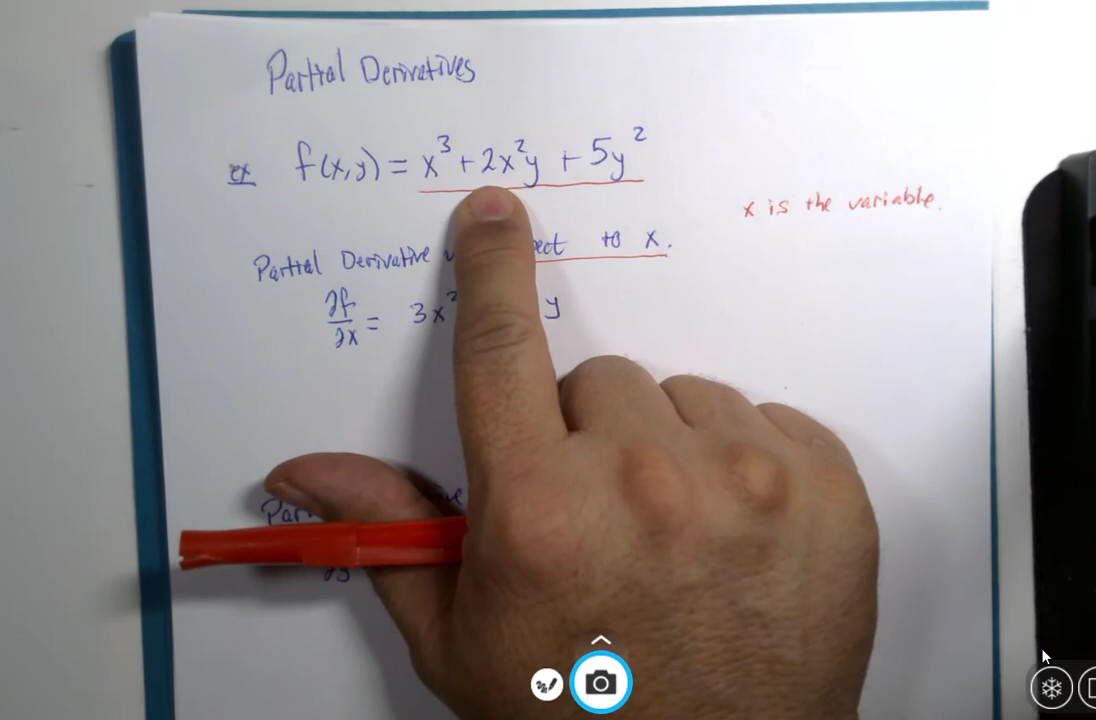 Partial Derivatives
ex f(x,y) = x³ + 2x²y + 5y²
x is the variable.
Partial Derivative to x.
∂f/∂x = 3x² y